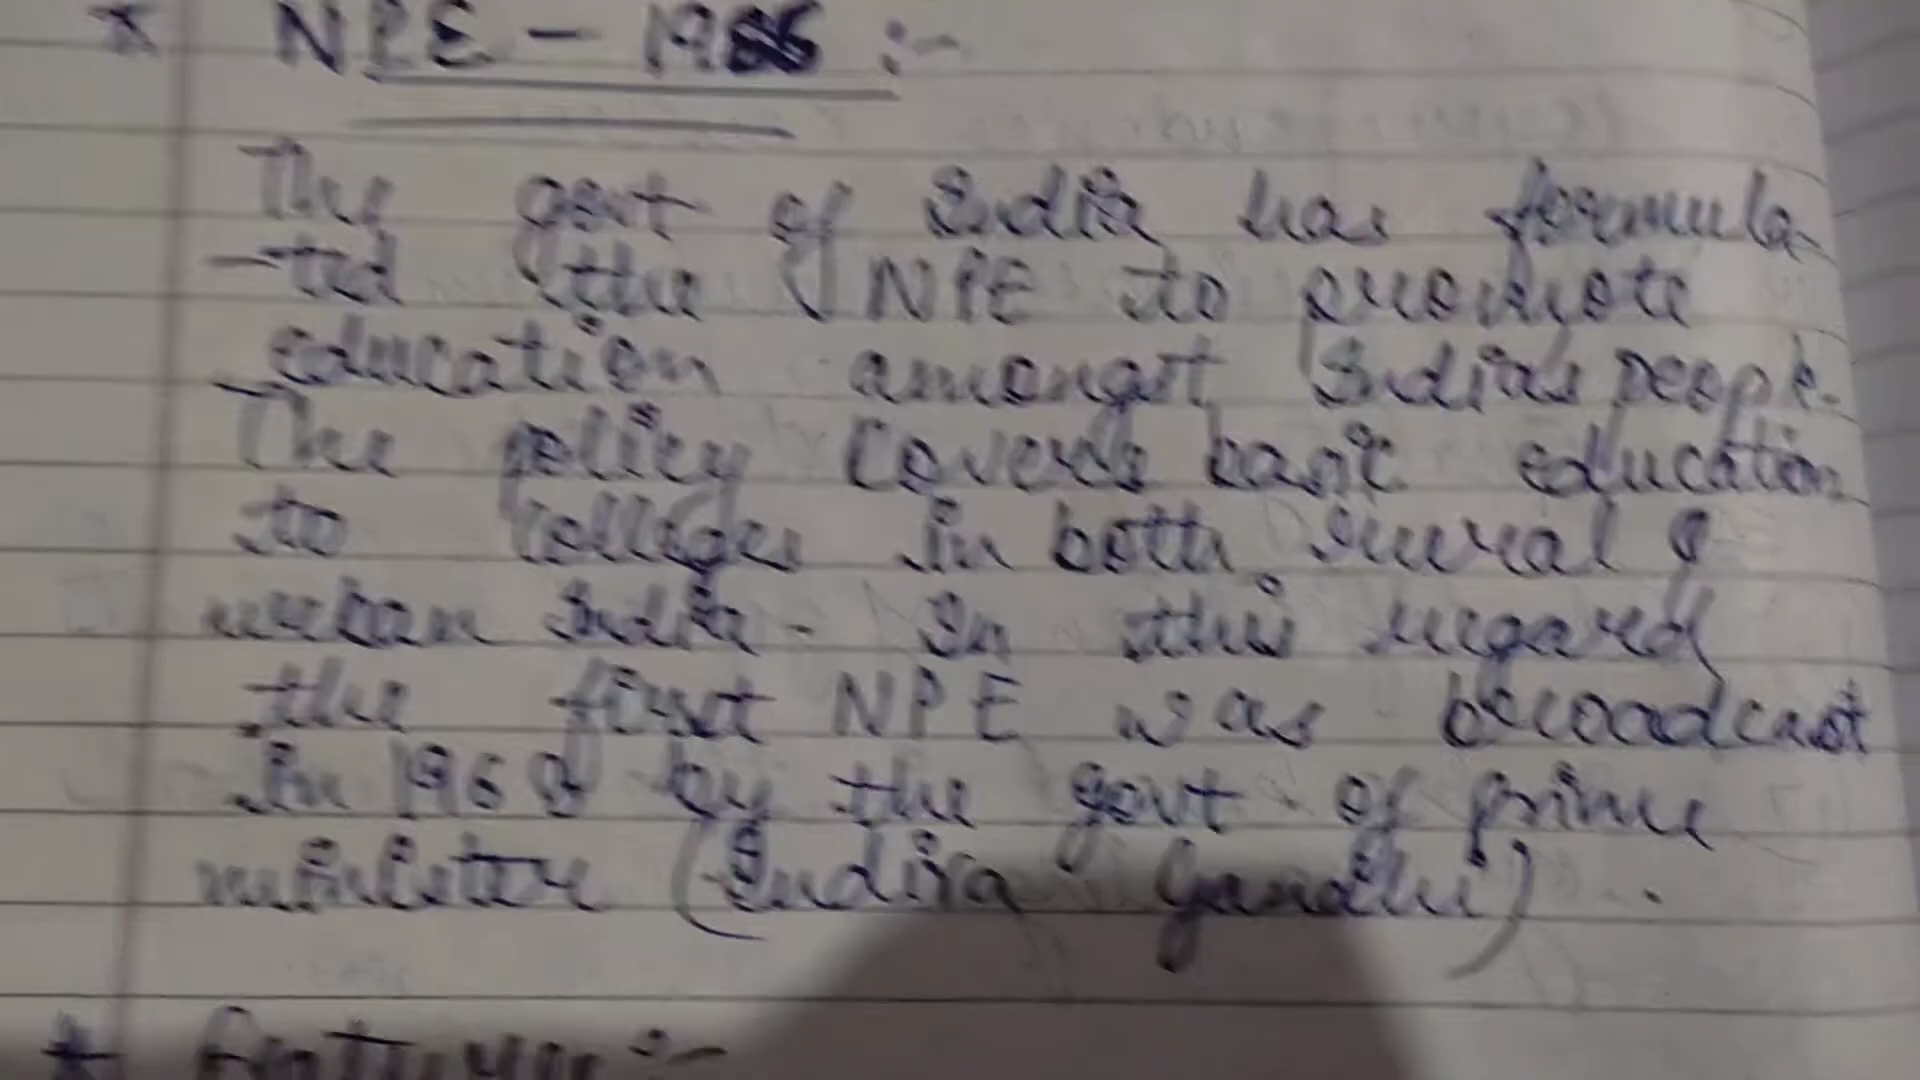 * NPE - 1986 :-
The govt of India has formula-
-ted the NPE to promote
education amongst India's people.
The policy covers basic education
to colleges in both rural &
urban India. In this regard
the first NPE was broadcast
in 1968 by the govt of prime
minister (Indira Gandhi).
* Features :-